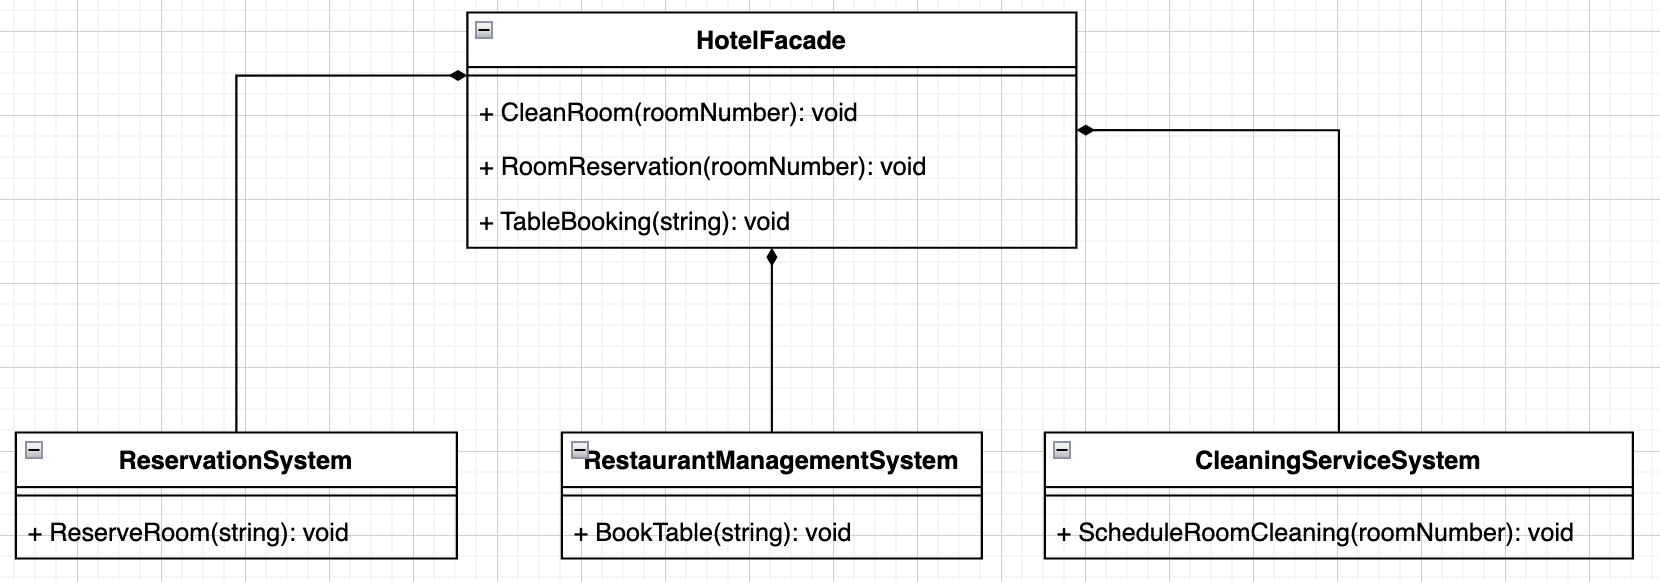 HotelFacade
+ CleanRoom(roomNumber): void
+ RoomReservation(roomNumber): void
+ TableBooking(string): void
ReservationSystem
+ ReserveRoom(string): void
RestaurantManagementSystem
+ BookTable(string): void
CleaningServiceSystem
+ ScheduleRoomCleaning(roomNumber): void